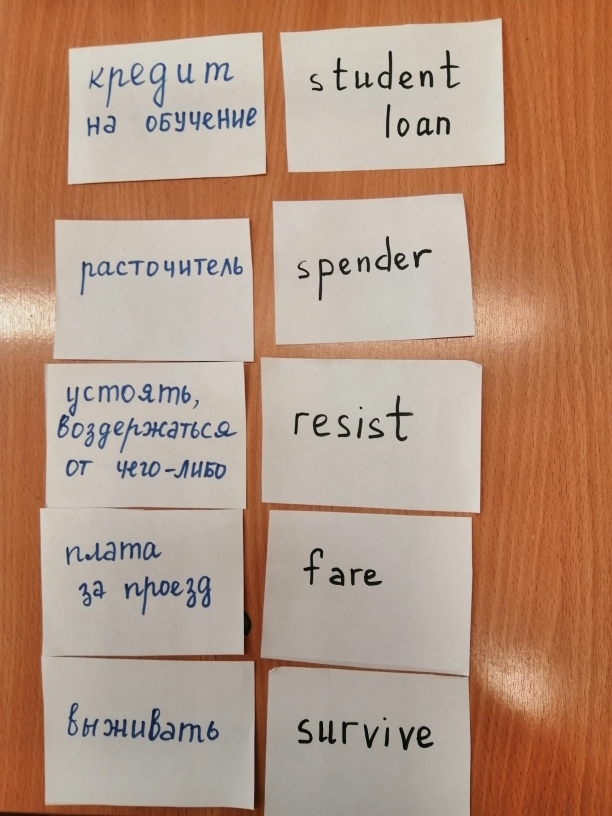 кредит
на обучение
student
loan
расточитель
spender
устоять,
воздержаться
от чего-либо
resist
плата
за проезд
fare
выживать
survive